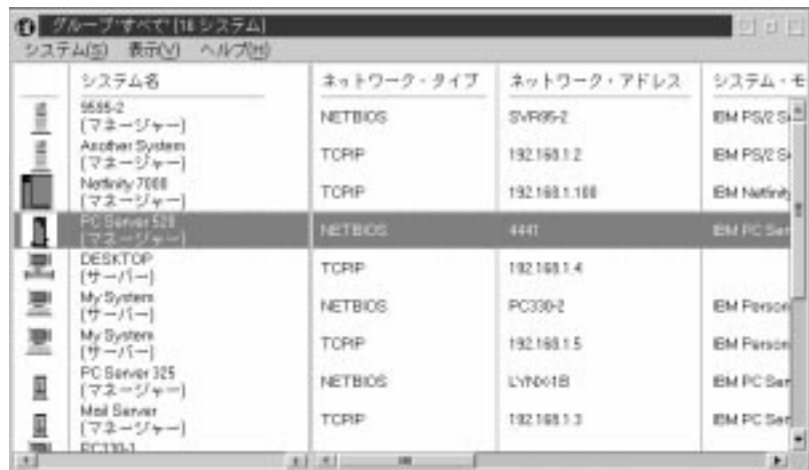 グループ'すべて' [16 システム]
システム(S) 表示(V) ヘルプ(H)
システム名 ネットワーク・タイプ ネットワーク・アドレス システム・モ
9595-2
(マネージャー) NETBIOS SVR95-2 IBM PS/2 S
Another System
(マネージャー) TCPIP 192.168.1.2 IBM PS/2 S
Netfinity 7000
(マネージャー) TCPIP 192.168.1.100 IBM Netfinity
PC Server 520
(マネージャー) NETBIOS 4441 IBM PC Ser
DESKTOP
(サーバー) TCPIP 192.168.1.4
My System
(サーバー) NETBIOS PC330-2 IBM Person
My System
(サーバー) TCPIP 192.168.1.5 IBM Person
PC Server 325
(マネージャー) NETBIOS LYNX-1B IBM PC Ser
Mail Server
(マネージャー) TCPIP 192.168.1.3 IBM PC Ser
PC330-1